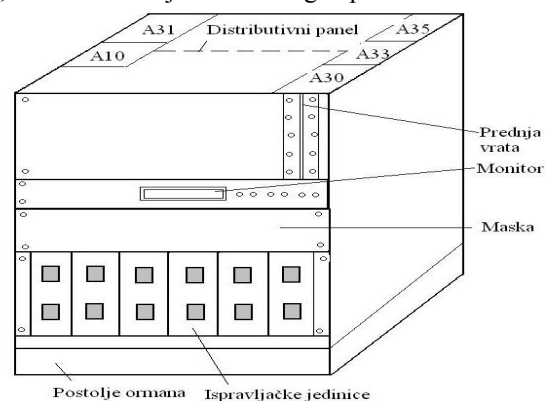 A31
Distributivni panel
A35
A10
A33
A30
Prednja
vrata
Monitor
Maska
Postolje ormana
Ispravljačke jedinice